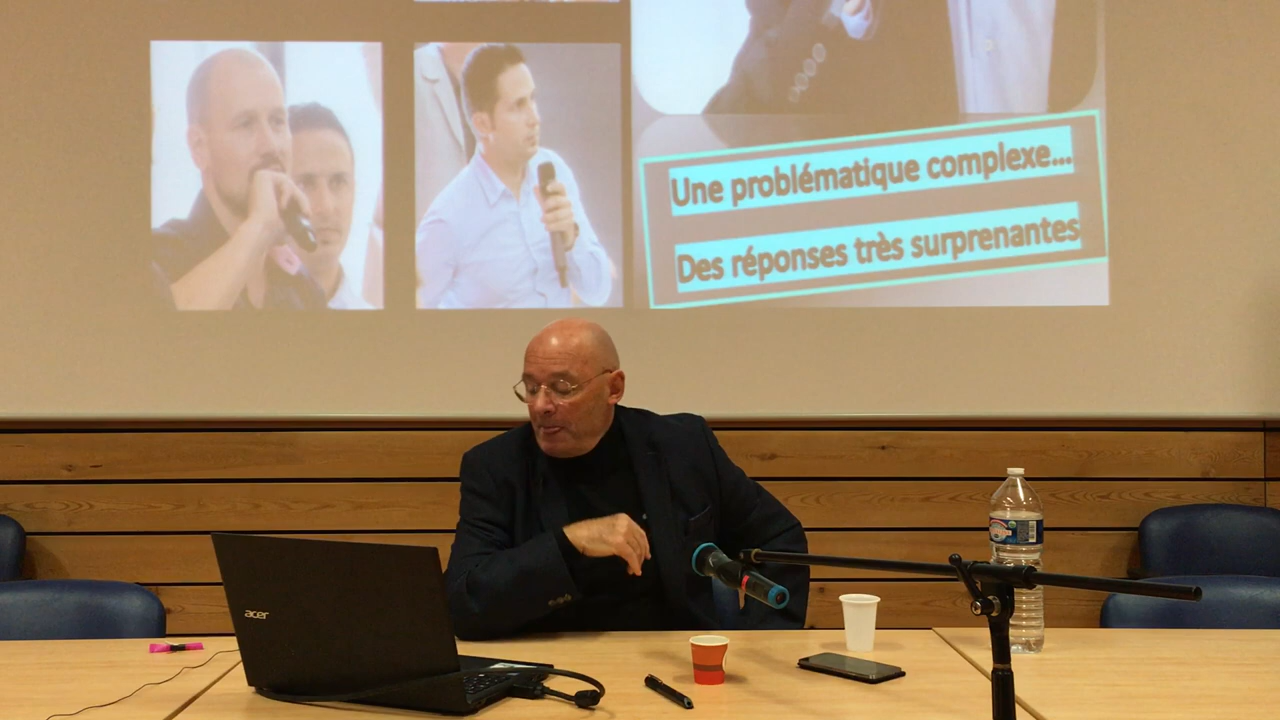 Une problématique complexe...
Des réponses très surprenantes
acer